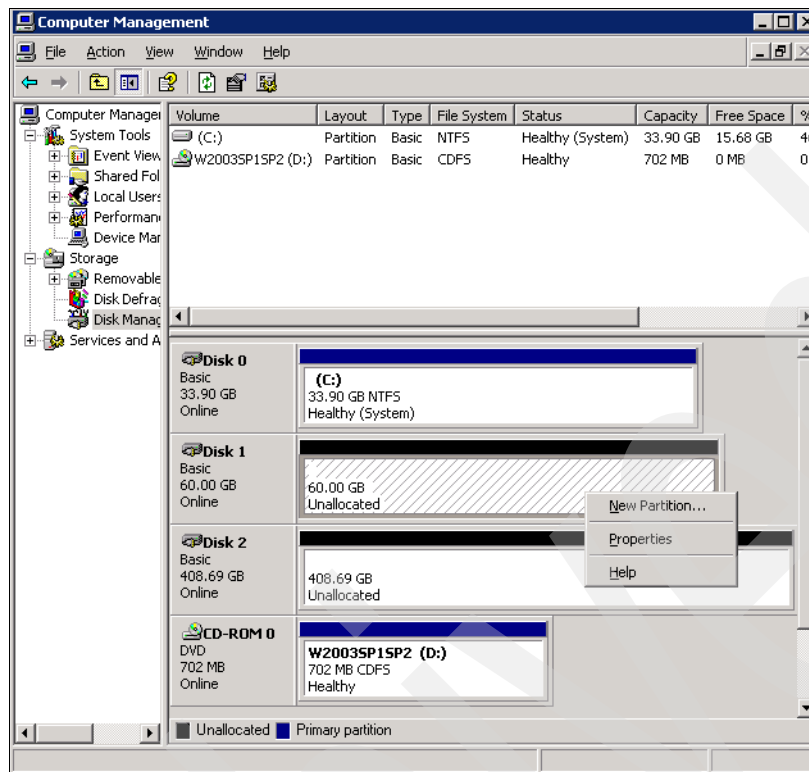 Computer Management
File Action View Window Help
Computer Manager
System Tools
Event View
Shared Fol
Local Users
Performan
Device Mar
Storage
Removable
Disk Defrag
Disk Manag
Services and A
Volume Layout Type File System Status Capacity Free Space %
(C:) Partition Basic NTFS Healthy (System) 33.90 GB 15.68 GB
W2003SP1SP2 (D:) Partition Basic CDFS Healthy 702 MB 0 MB 0
Disk 0
Basic
33.90 GB
Online
(C:)
33.90 GB NTFS
Healthy (System)
Disk 1
Basic
60.00 GB
Online
60.00 GB
Unallocated
New Partition...
Properties
Help
Disk 2
Basic
408.69 GB
Online
408.69 GB
Unallocated
CD-ROM 0
DVD
702 MB
Online
W2003SP1SP2 (D:)
702 MB CDFS
Healthy
Unallocated Primary partition